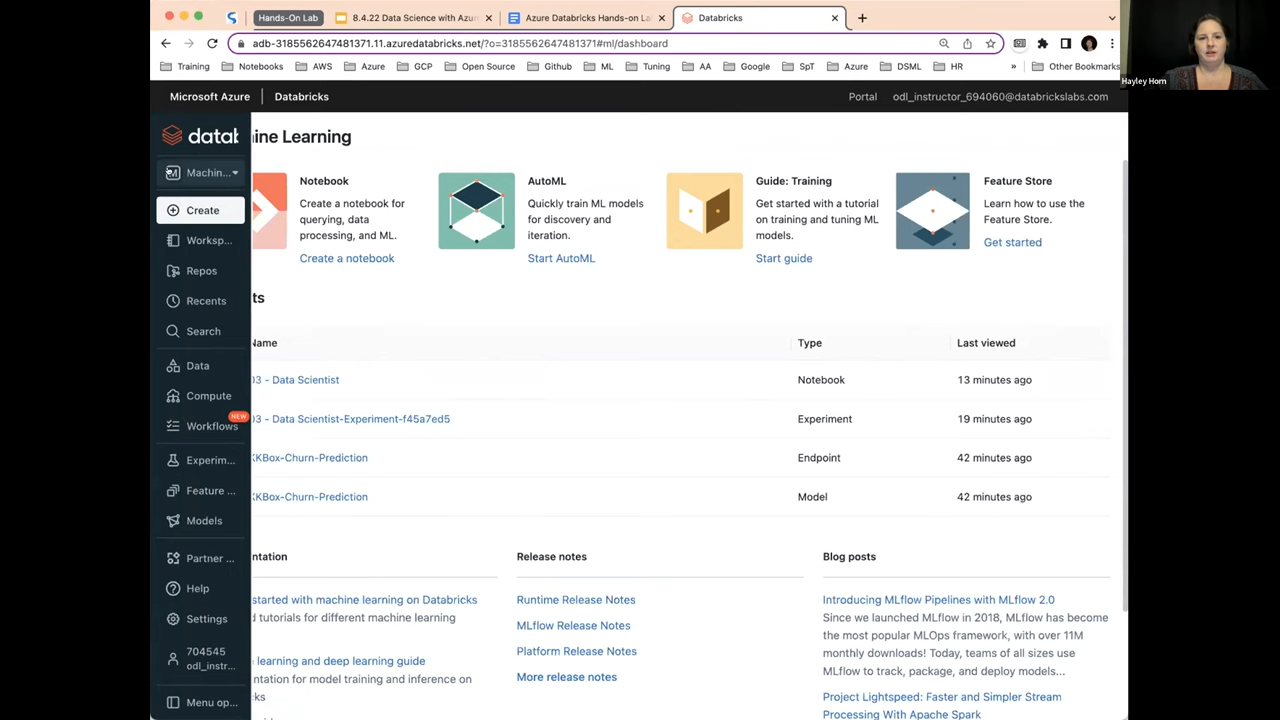 Hands-On Lab
8.4.22 Data Science with Azur
Azure Databricks Hands-on La
Databricks
adb-3185562647481371.11.azuredatabricks.net/?o=3185562647481371#ml/dashboard
Training
Notebooks
AWS
Azure
GCP
Open Source
Github
ML
Tuning
AA
Google
SpT
Azure
DSML
HR
»
Other Bookmarks
Hayley Horn
Microsoft Azure
Databricks
Portal
odl_instructor_694060@databrickslabs.com
datab
Machin...
Create
Worksp...
Repos
Recents
Search
Data
Compute
NEW
Workflows
Experim...
Feature ...
Models
Partner ...
Help
Settings
704545
odl_instr...
Menu op...
ine Learning
Notebook
Create a notebook for
querying, data
processing, and ML.
Create a notebook
AutoML
Quickly train ML models
for discovery and
iteration.
Start AutoML
Guide: Training
Get started with a tutorial
on training and tuning ML
models.
Start guide
Feature Store
Learn how to use the
Feature Store.
Get started
ts
Name
Type
Last viewed
03 - Data Scientist
Notebook
13 minutes ago
03 - Data Scientist-Experiment-f45a7ed5
Experiment
19 minutes ago
KKBox-Churn-Prediction
Endpoint
42 minutes ago
KKBox-Churn-Prediction
Model
42 minutes ago
ntation
started with machine learning on Databricks
d tutorials for different machine learning
learning and deep learning guide
ntation for model training and inference on
cks
Release notes
Runtime Release Notes
MLflow Release Notes
Platform Release Notes
More release notes
Blog posts
Introducing MLflow Pipelines with MLflow 2.0
Since we launched MLflow in 2018, MLflow has become
the most popular MLOps framework, with over 11M
monthly downloads! Today, teams of all sizes use
MLflow to track, package, and deploy models...
Project Lightspeed: Faster and Simpler Stream
Processing With Apache Spark